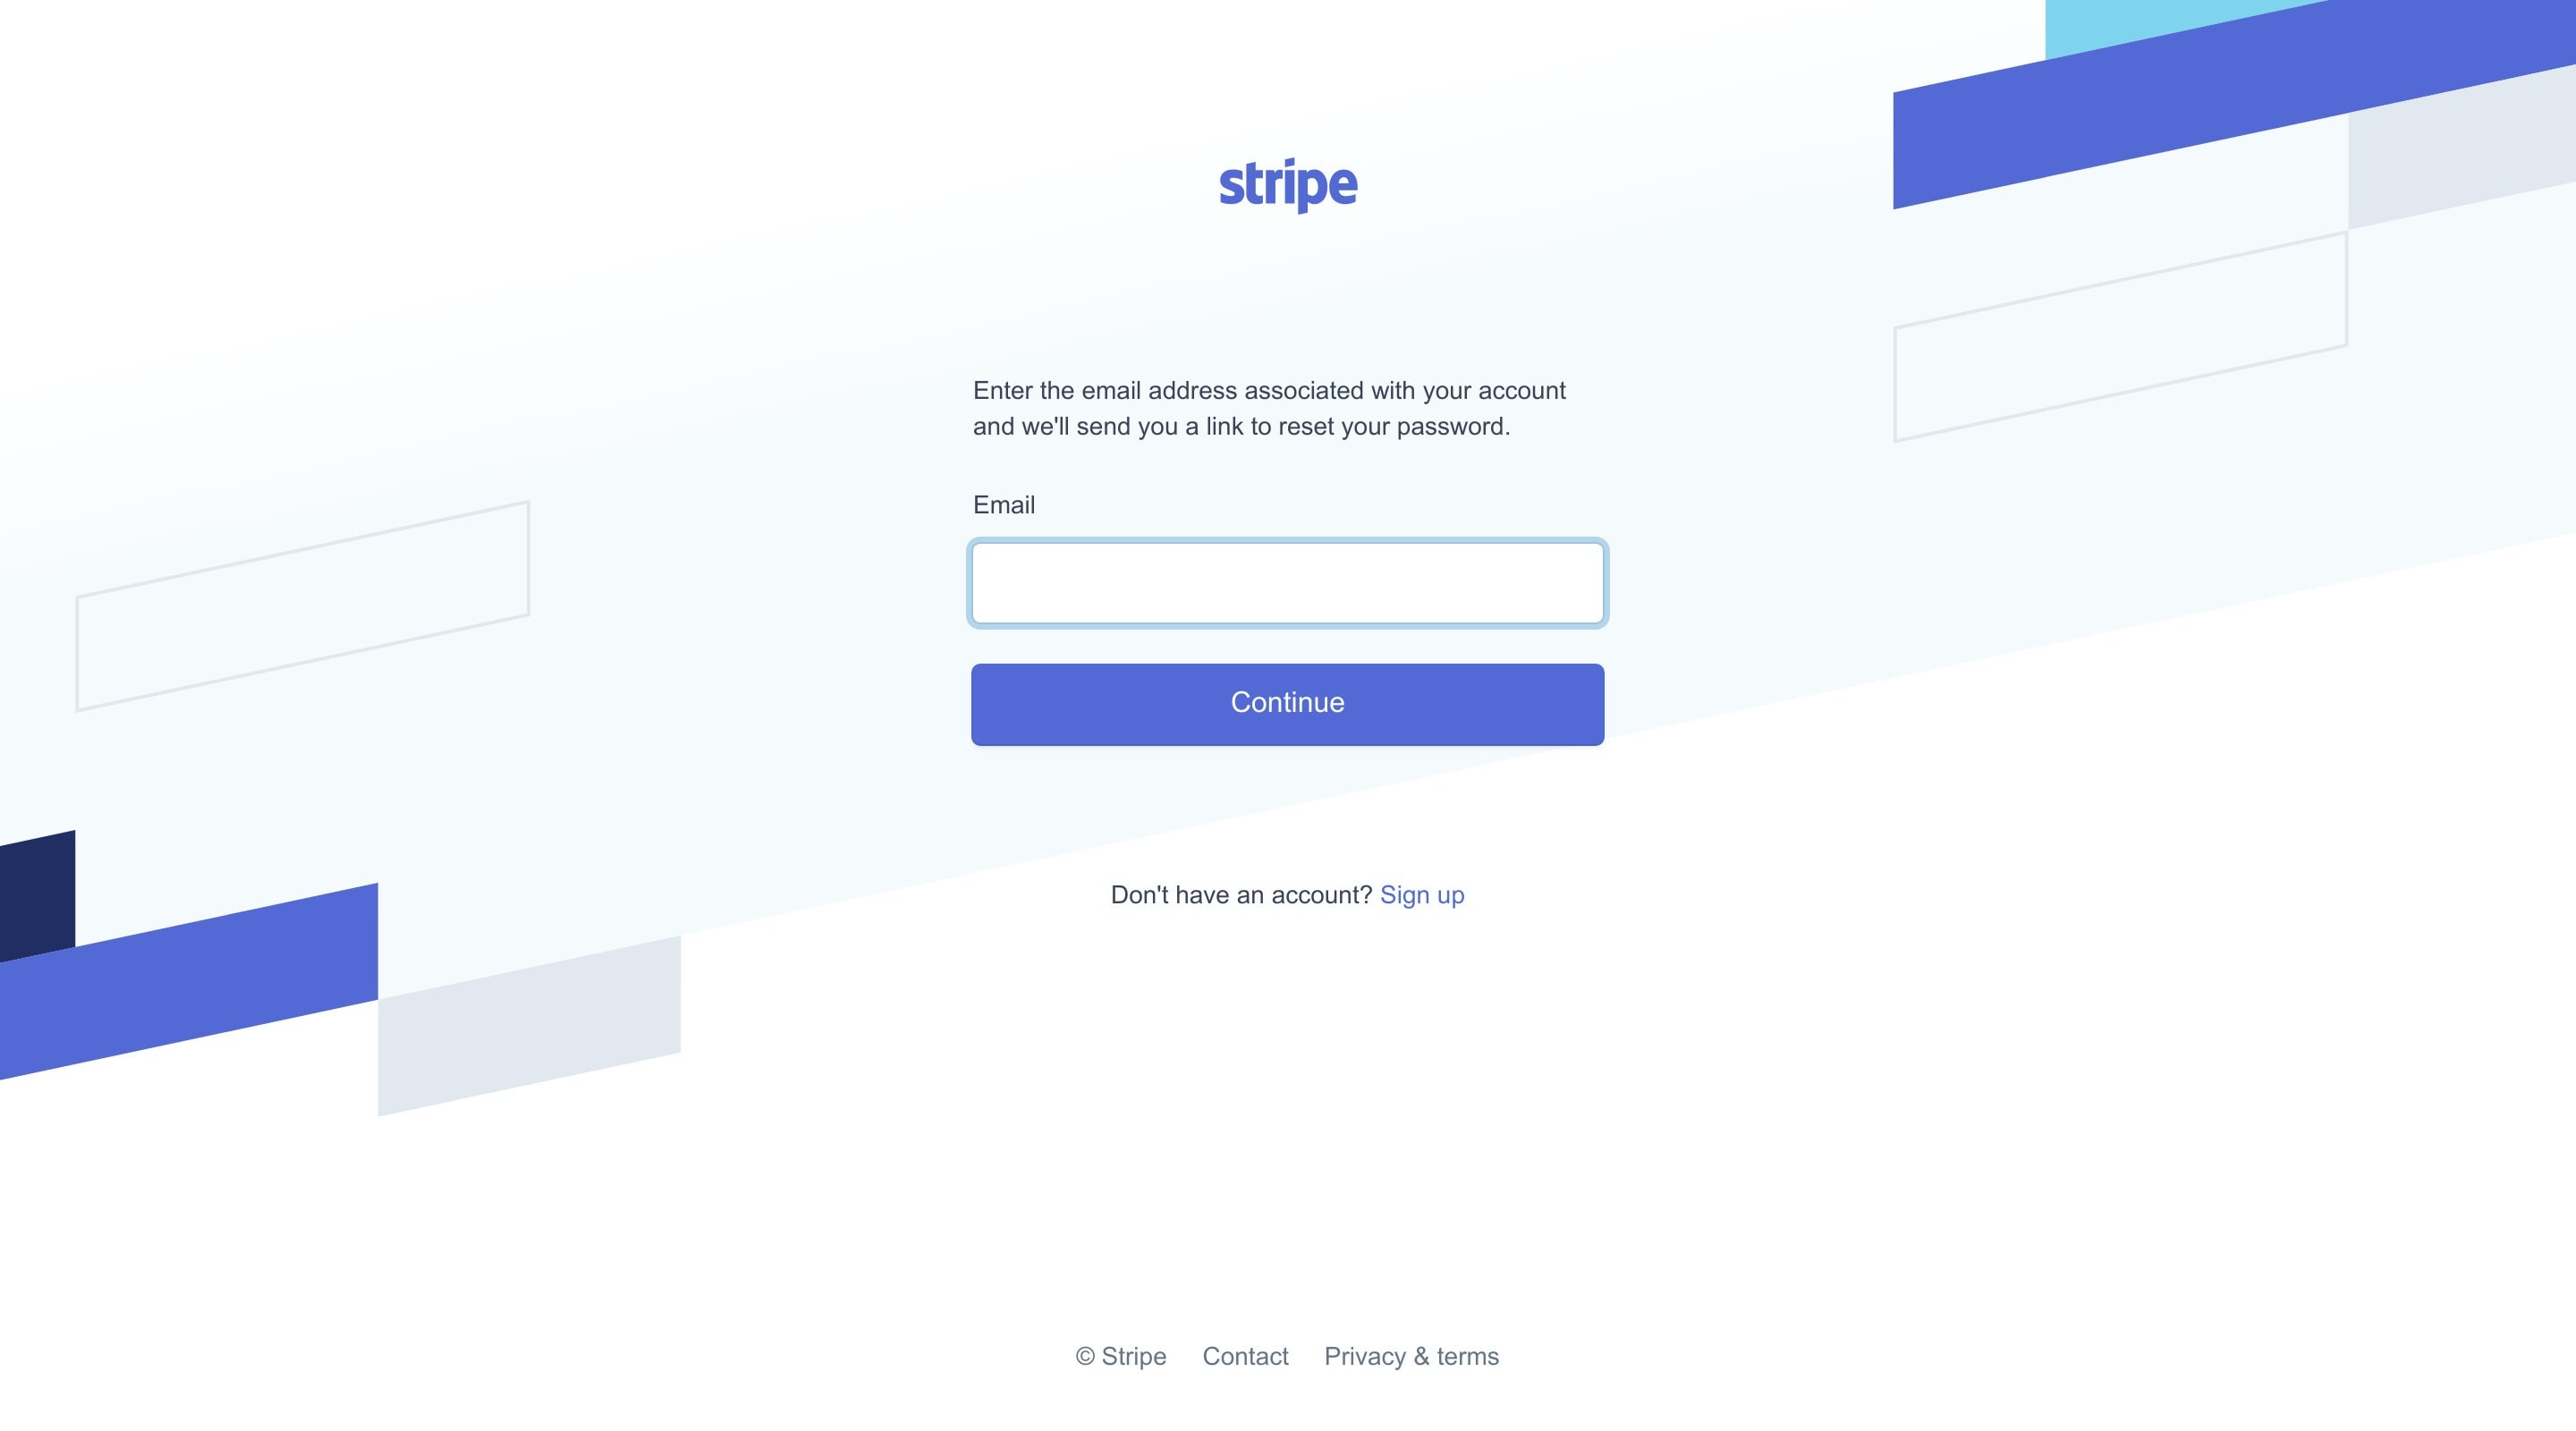 stripe
Enter the email address associated with your account
and we'll send you a link to reset your password.
Email
Continue
Don't have an account? Sign up
© Stripe Contact Privacy & terms